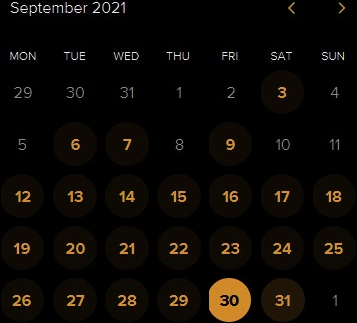 September 2021
MON TUE WED THU FRI SAT SUN
29 30 31 1 2 3 4
5 6 7 8 9 10 11
12 13 14 15 16 17 18
19 20 21 22 23 24 25
26 27 28 29 30 31 1